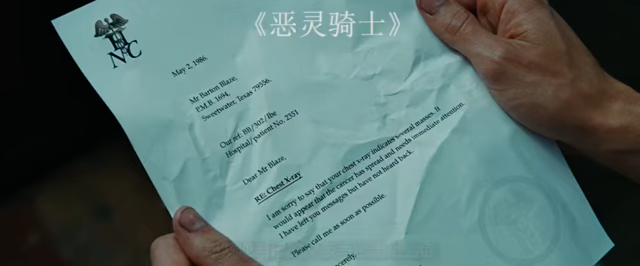 《恶灵骑士》
NC
May 2, 1986.
Mr Burton Blaze,
P.M.B. 1694,
Sweetwater, Texas 79556.
Our ref: BB/302/lhe
Hospital/patient No. 2351
Dear Mr Blaze,
RE: Chest X-ray
I am sorry to say that your chest x-ray indicates several masses. It
would appear that the cancer has spread and needs immediate attention.
I have left you messages but have not heard back.
Please call me as soon as possible.